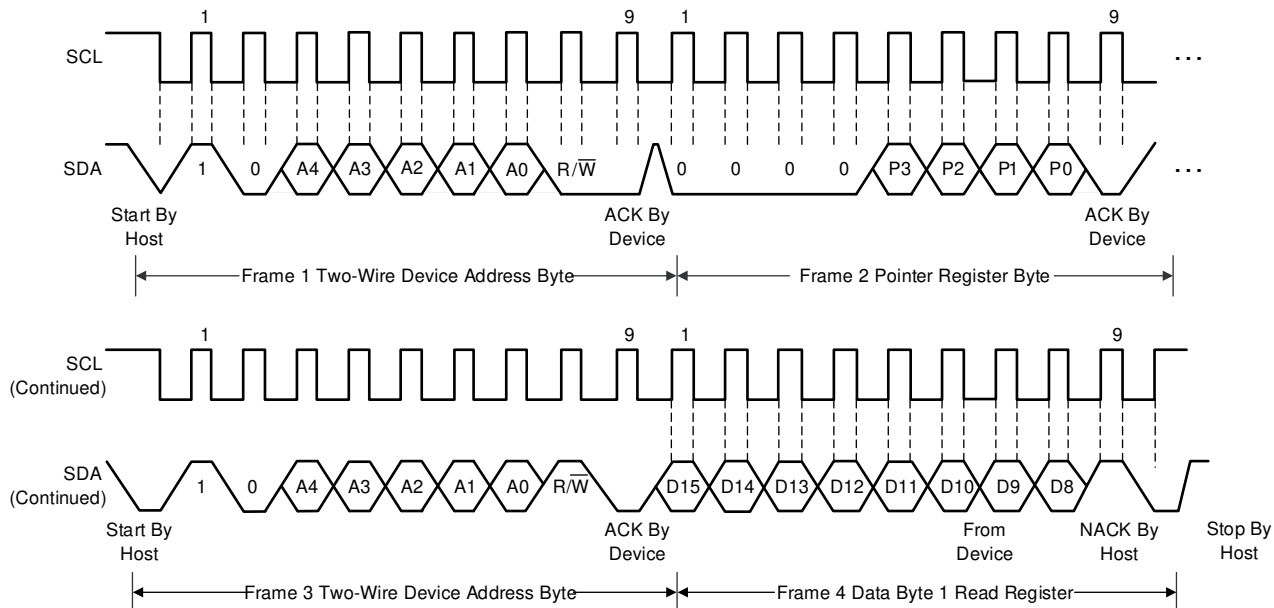 1 9 1 9
SCL ...
SDA 1 0 A4 A3 A2 A1 A0 R/W̅ 0 0 0 0 P3 P2 P1 P0 ...
Start By ACK By ACK By
Host Device Device
Frame 1 Two-Wire Device Address Byte Frame 2 Pointer Register Byte
1 9 1 9
SCL
(Continued)
SDA 1 0 A4 A3 A2 A1 A0 R/W̅ D15 D14 D13 D12 D11 D10 D9 D8
(Continued)
Start By ACK By From NACK By Stop By
Host Device Device Host Host
Frame 3 Two-Wire Device Address Byte Frame 4 Data Byte 1 Read Register